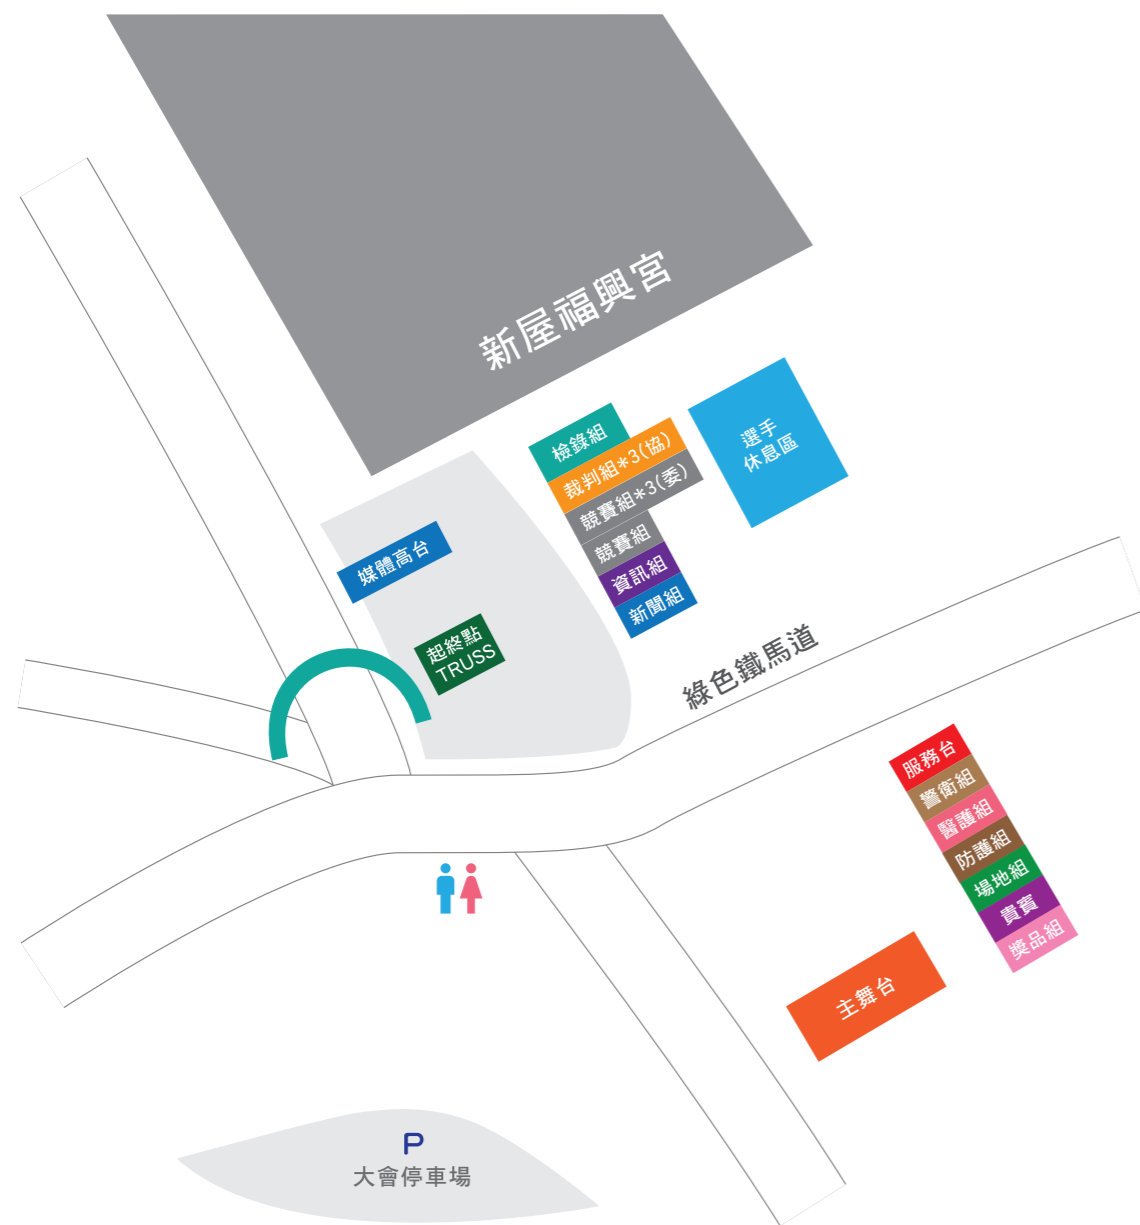 新屋福興宮
檢錄組
裁判組*3(協)
競賽組*3(委)
競賽組
資訊組
新聞組
選手
休息區
媒體高台
起終點
TRUSS
綠色鐵馬道
服務台
警衛組
醫護組
防護組
場地組
貴賓
獎品組
主舞台
P
大會停車場